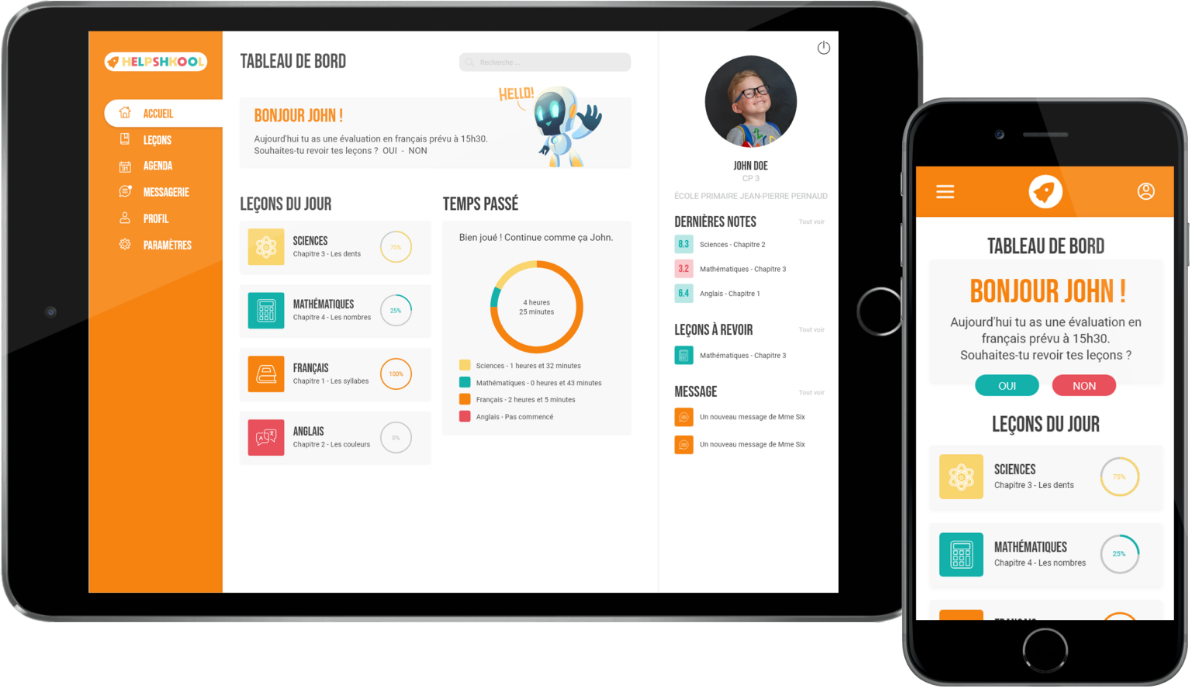 HELPSHKOOL
ACCUEIL
LEÇONS
AGENDA
MESSAGERIE
PROFIL
PARAMÈTRES
TABLEAU DE BORD
Recherche...
HELLO!
BONJOUR JOHN !
Aujourd'hui tu as une évaluation en français prévu à 15h30.
Souhaites-tu revoir tes leçons ? OUI - NON
LEÇONS DU JOUR
SCIENCES
Chapitre 3 - Les dents
75%
MATHÉMATIQUES
Chapitre 4 - Les nombres
25%
FRANÇAIS
Chapitre 1 - Les syllabes
100%
ANGLAIS
Chapitre 2 - Les couleurs
0%
TEMPS PASSÉ
Bien joué ! Continue comme ça John.
4 heures
25 minutes
Sciences - 1 heures et 32 minutes
Mathématiques - 0 heures et 43 minutes
Français - 2 heures et 5 minutes
Anglais - Pas commencé
JOHN DOE
CP 3
ÉCOLE PRIMAIRE JEAN-PIERRE PERNAUD
DERNIÈRES NOTES
Tout voir
8.3 Sciences - Chapitre 2
3.2 Mathématiques - Chapitre 3
6.4 Anglais - Chapitre 1
LEÇONS À REVOIR
Tout voir
Mathématiques - Chapitre 3
MESSAGE
Tout voir
Un nouveau message de Mme Six
Un nouveau message de Mme Six
TABLEAU DE BORD
BONJOUR JOHN !
Aujourd'hui tu as une évaluation en
français prévu à 15h30.
Souhaites-tu revoir tes leçons ?
OUI
NON
LEÇONS DU JOUR
SCIENCES
Chapitre 3 - Les dents
75%
MATHÉMATIQUES
Chapitre 4 - Les nombres
25%
FRANÇAIS